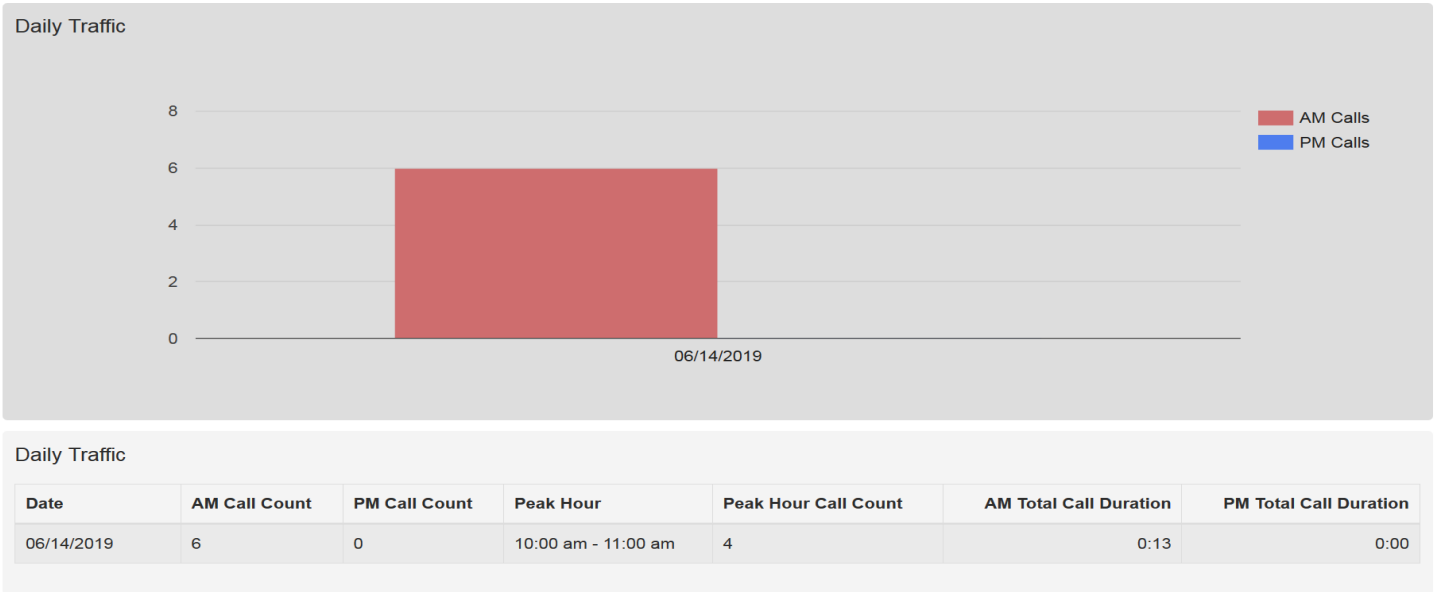 Daily Traffic
8
AM Calls
PM Calls
6
4
2
0
06/14/2019
Daily Traffic
Date AM Call Count PM Call Count Peak Hour Peak Hour Call Count AM Total Call Duration PM Total Call Duration
06/14/2019 6 0 10:00 am - 11:00 am 4 0:13 0:00